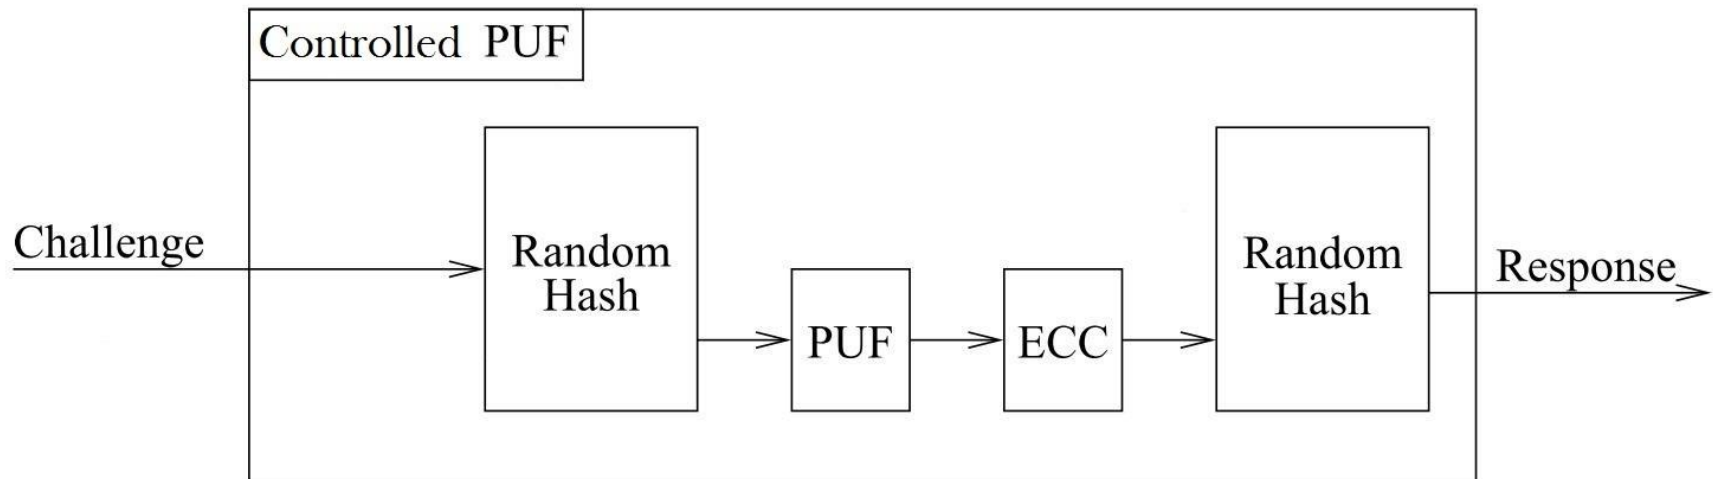 Controlled PUF
Challenge
Random
Hash
PUF
ECC
Random
Hash
Response